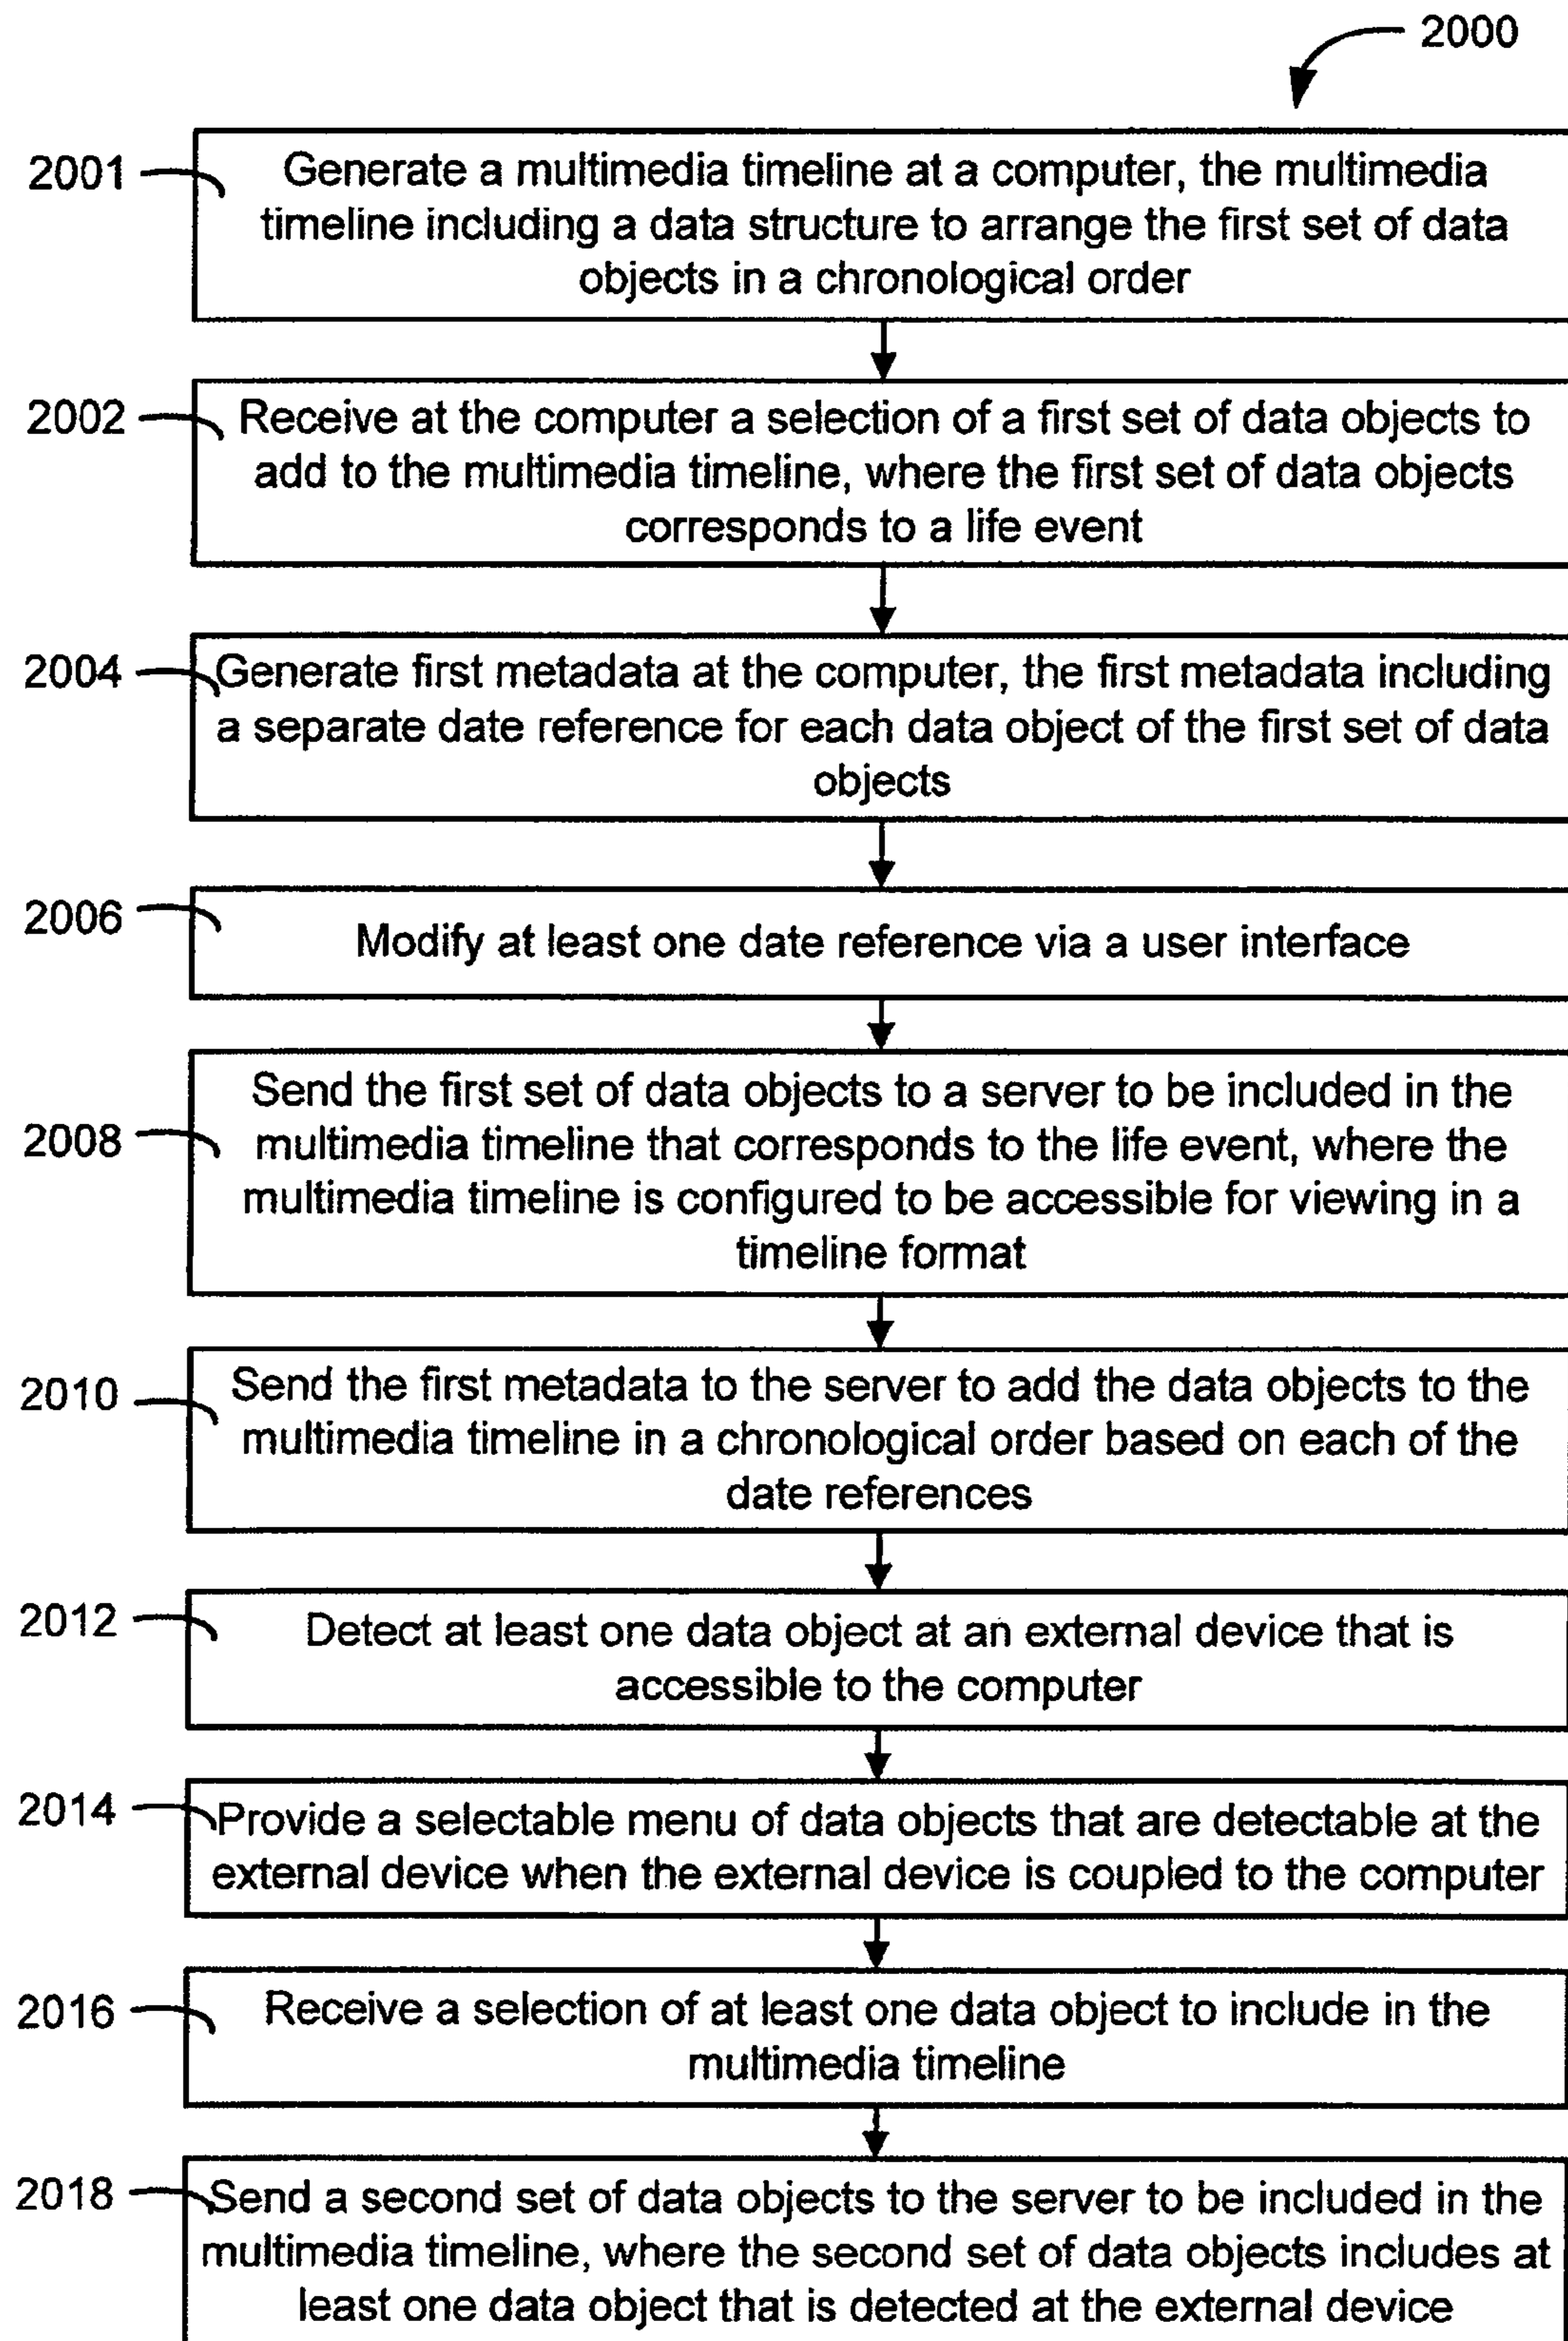 2000
2001
Generate a multimedia timeline at a computer, the multimedia
timeline including a data structure to arrange the first set of data
objects in a chronological order
2002
Receive at the computer a selection of a first set of data objects to
add to the multimedia timeline, where the first set of data objects
corresponds to a life event
2004
Generate first metadata at the computer, the first metadata including
a separate date reference for each data object of the first set of data
objects
2006
Modify at least one date reference via a user interface
2008
Send the first set of data objects to a server to be included in the
multimedia timeline that corresponds to the life event, where the
multimedia timeline is configured to be accessible for viewing in a
timeline format
2010
Send the first metadata to the server to add the data objects to the
multimedia timeline in a chronological order based on each of the
date references
2012
Detect at least one data object at an external device that is
accessible to the computer
2014
Provide a selectable menu of data objects that are detectable at the
external device when the external device is coupled to the computer
2016
Receive a selection of at least one data object to include in the
multimedia timeline
2018
Send a second set of data objects to the server to be included in the
multimedia timeline, where the second set of data objects includes at
least one data object that is detected at the external device